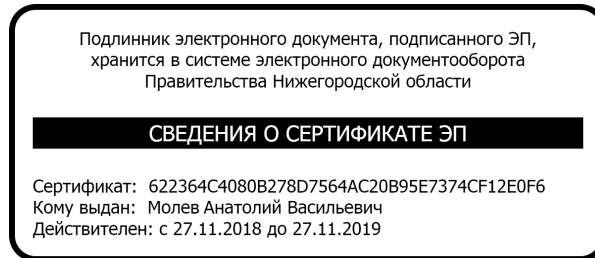 Подлинник электронного документа, подписанного ЭП,
хранится в системе электронного документооборота
Правительства Нижегородской области
СВЕДЕНИЯ О СЕРТИФИКАТЕ ЭП
Сертификат: 622364C4080B278D7564AC20B95E7374CF12E0F6
Кому выдан: Молев Анатолий Васильевич
Действителен: с 27.11.2018 до 27.11.2019